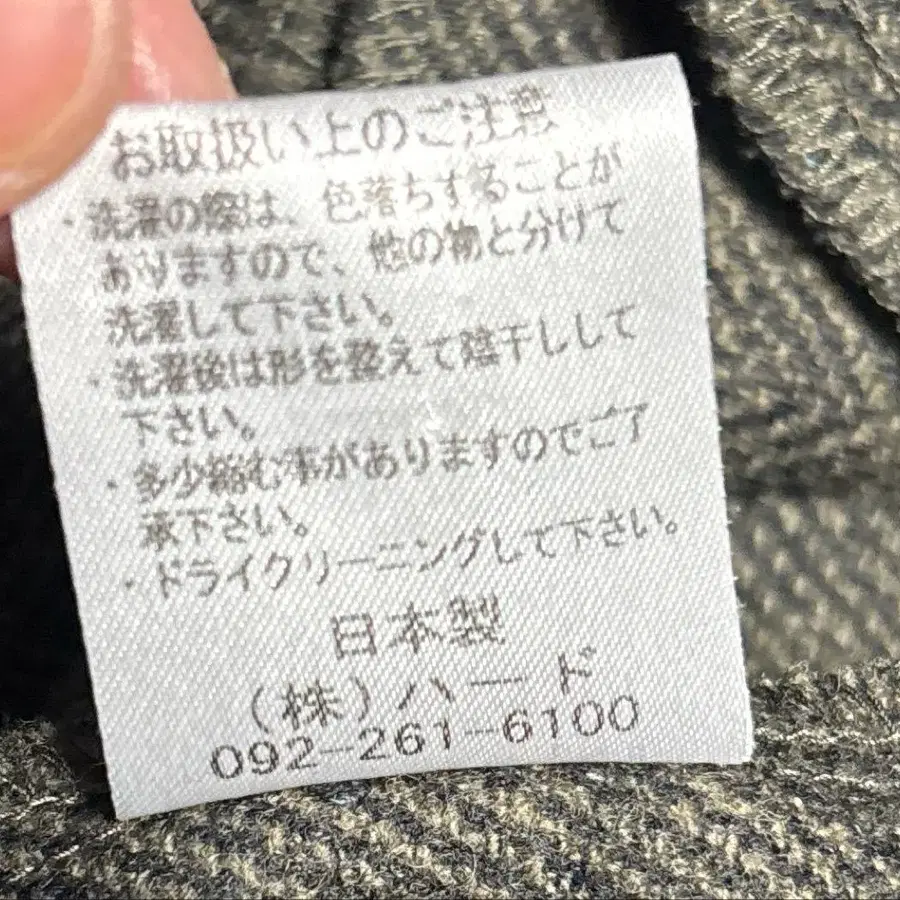 お取扱い上のご注意
・洗濯の際は、色落ちすることが
ありますので、他の物と分けて
洗濯して下さい。
・洗濯後は形を整えて陰干しして
下さい。
・多少縮む事がありますのでご了
承下さい。
・ドライクリーニングして下さい。
日本製
（株）ハード
092-261-6100